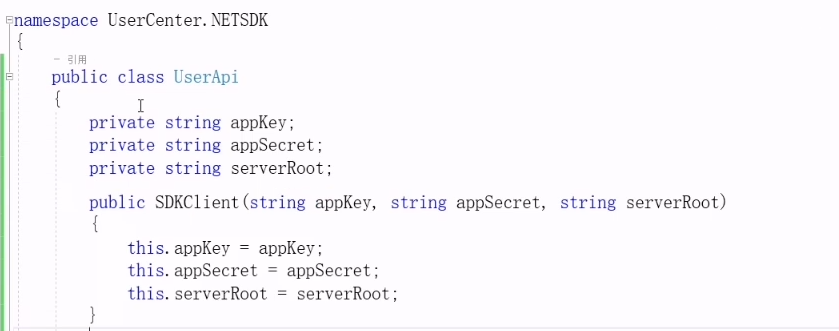 namespace UserCenter.NETSDK
{
- 引用
public class UserApi
{
private string appKey;
private string appSecret;
private string serverRoot;
public SDKClient(string appKey, string appSecret, string serverRoot)
{
this.appKey = appKey;
this.appSecret = appSecret;
this.serverRoot = serverRoot;
}